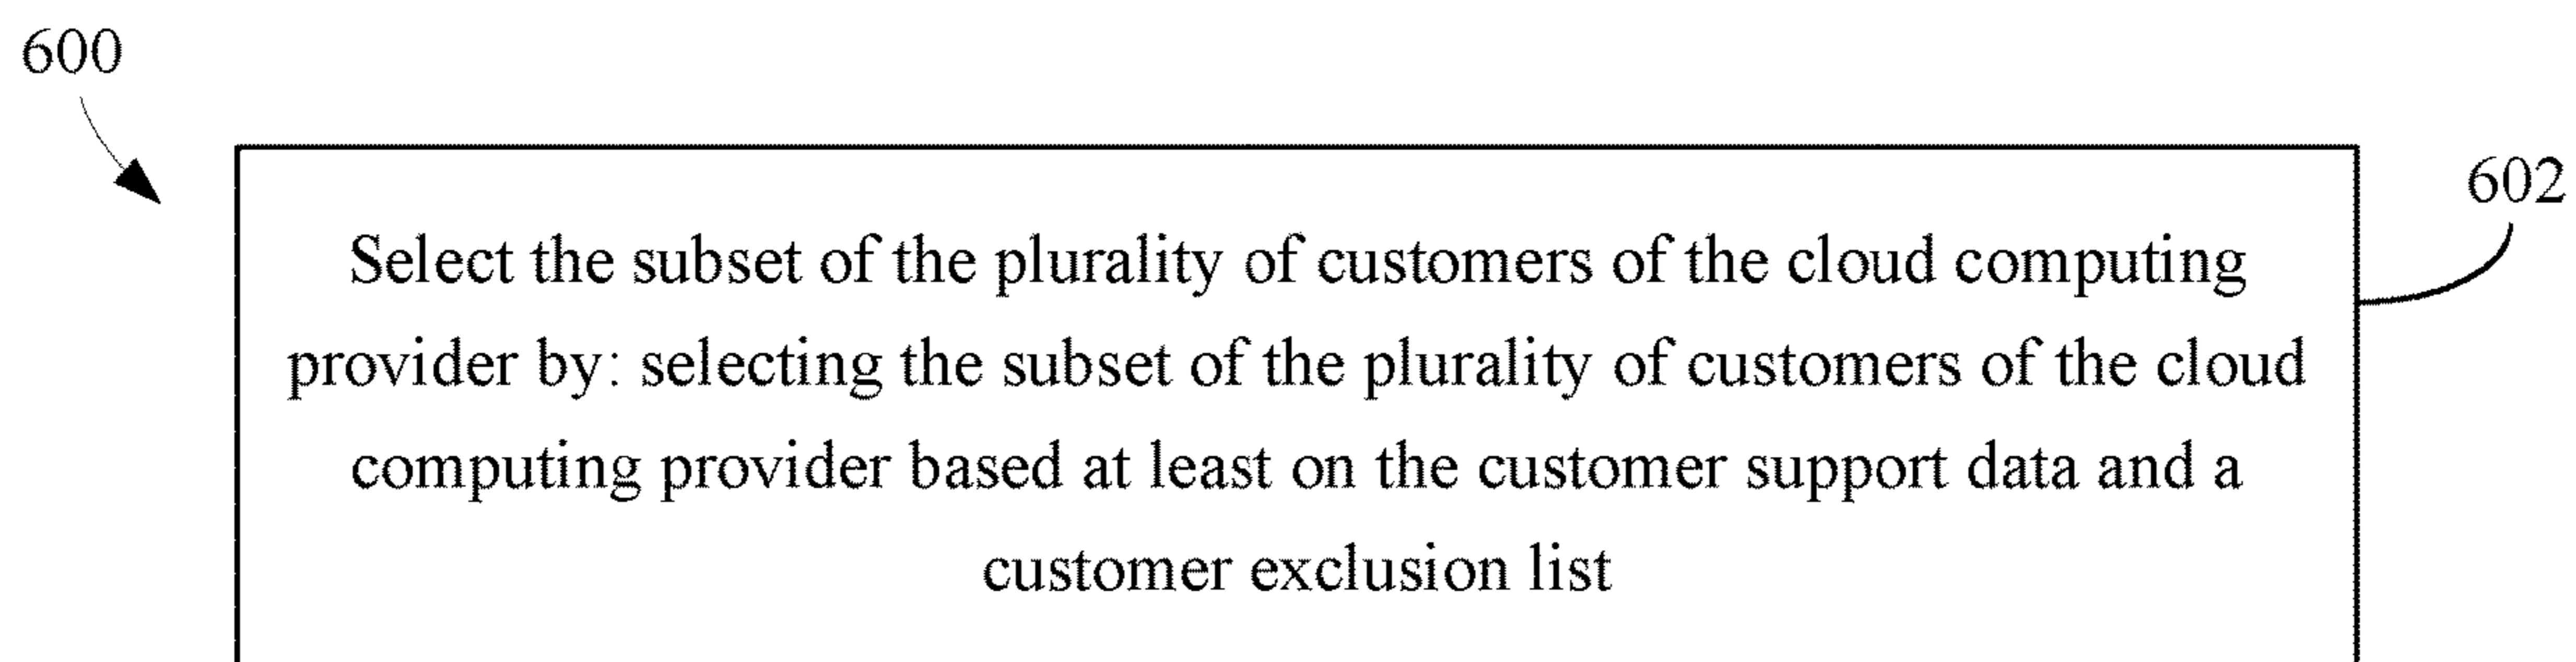 600
602
Select the subset of the plurality of customers of the cloud computing
provider by: selecting the subset of the plurality of customers of the cloud
computing provider based at least on the customer support data and a
customer exclusion list